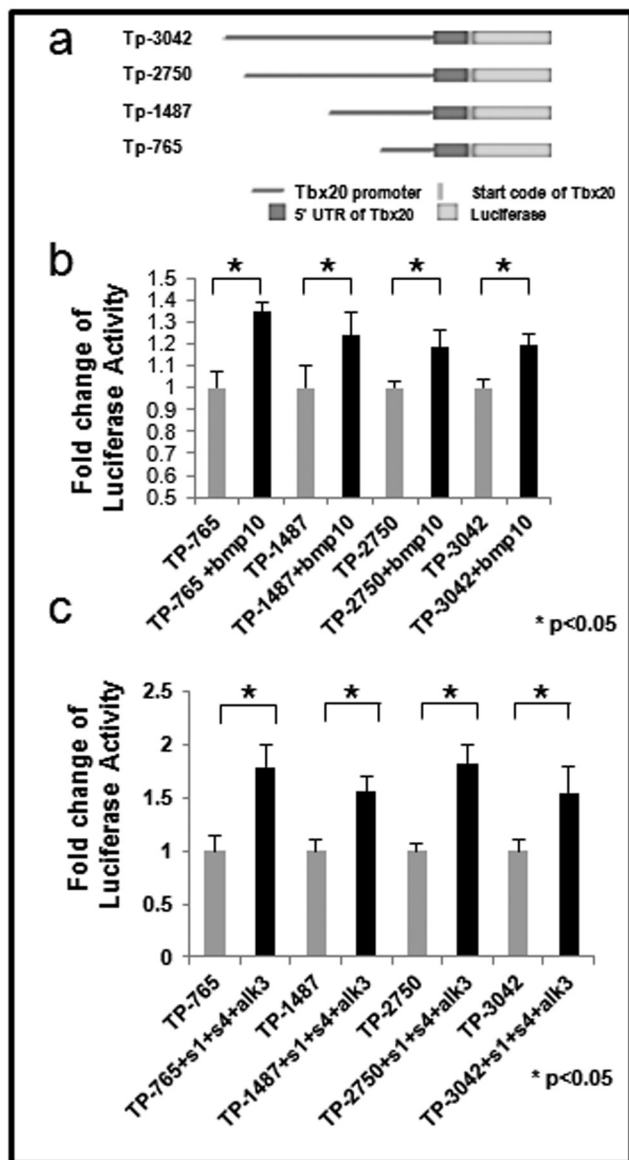 a
Tp-3042
Tp-2750
Tp-1487
Tp-765
Tbx20 promoter
Start code of Tbx20
5' UTR of Tbx20
Luciferase
b
Fold change of
Luciferase Activity
1.5
1.4
1.3
1.2
1.1
1
0.9
0.8
0.7
0.6
0.5
*
*
*
*
TP-765
TP-765 +bmp10
TP-1487
TP-1487+bmp10
TP-2750
TP-2750+bmp10
TP-3042
TP-3042+bmp10
* p<0.05
c
Fold change of
Luciferase Activity
2.5
2
1.5
1
0.5
0
*
*
*
*
TP-765
TP-765+s1+s4+alk3
TP-1487
TP-1487+s1+s4+alk3
TP-2750
TP-2750+s1+s4+alk3
TP-3042
TP-3042+s1+s4+alk3
* p<0.05